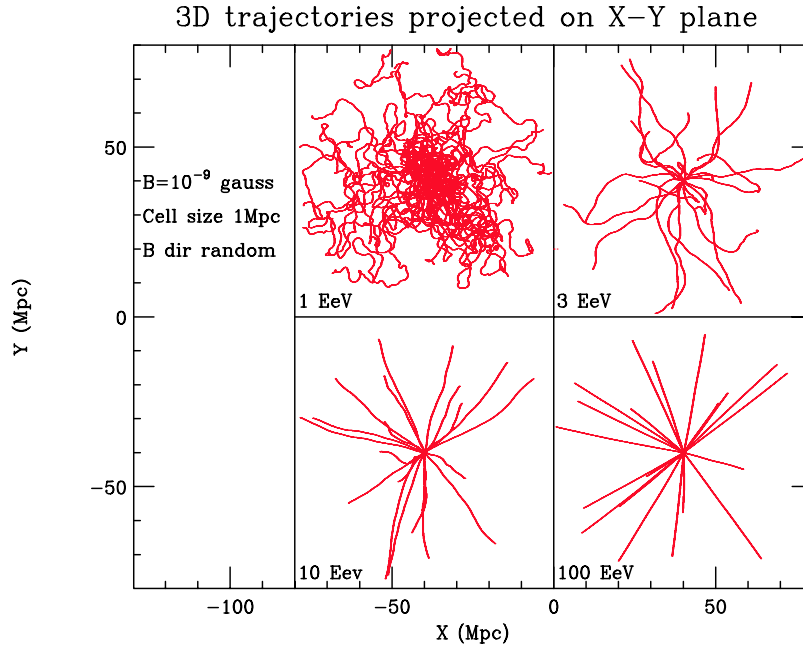 3D trajectories projected on X−Y plane
50
B=10⁻⁹ gauss
Cell size 1Mpc
B dir random
1 EeV
3 EeV
0
Y (Mpc)
−50
10 Eev
100 EeV
−100
−50
0
50
X (Mpc)